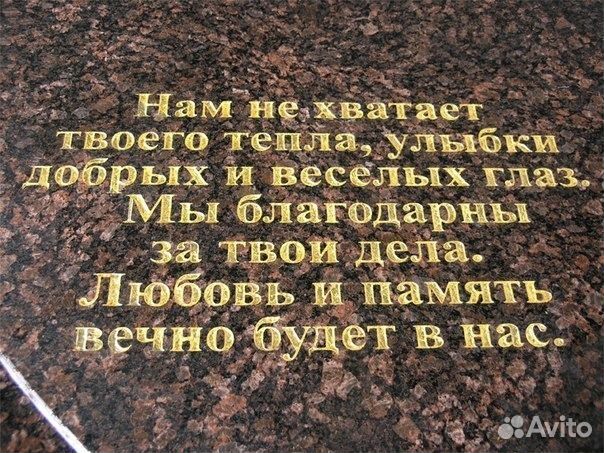 Нам не хватает
твоего тепла, улыбки
добрых и веселых глаз.
Мы благодарны
за твои дела.
Любовь и память
вечно будет в нас.
Avito